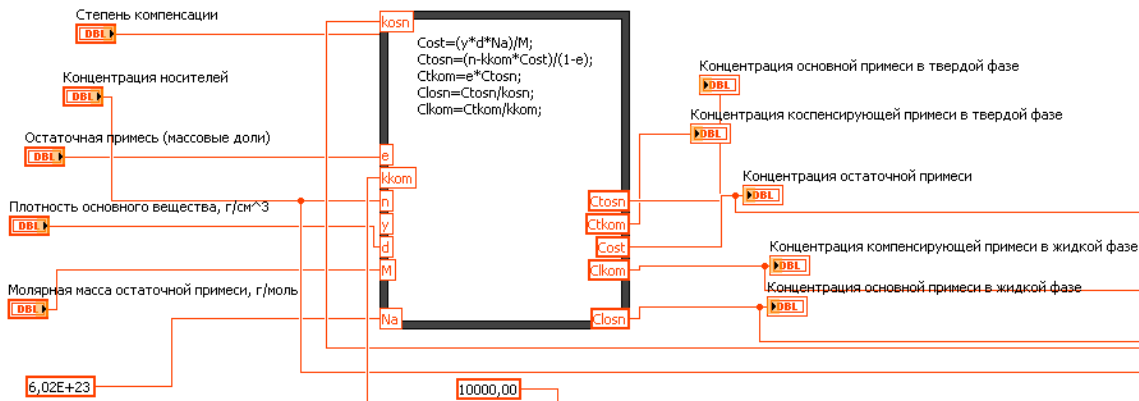 Степень компенсации
DBL
Концентрация носителей
DBL
Остаточная примесь (массовые доли)
DBL
Плотность основного вещества, г/см^3
DBL
Молярная масса остаточной примеси, г/моль
DBL
6,02E+23
10000,00
kosn
Cost=(y*d*Na)/M;
Ctosn=(n-kkom*Cost)/(1-e);
Ctkom=e*Ctosn;
Closn=Ctosn/kosn;
Clkom=Ctkom/kkom;
e
kkom
n
y
d
M
Na
Ctosn
Ctkom
Cost
Clkom
Closn
Концентрация основной примеси в твердой фазе
DBL
Концентрация коспенсирующей примеси в твердой фазе
DBL
Концентрация остаточной примеси
DBL
Концентрация компенсирующей примеси в жидкой фазе
DBL
Концентрация основной примеси в жидкой фазе
DBL